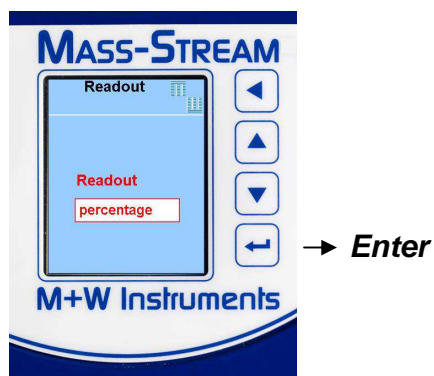 MASS-STREAM
Readout
Readout
percentage
Enter
M+W Instruments